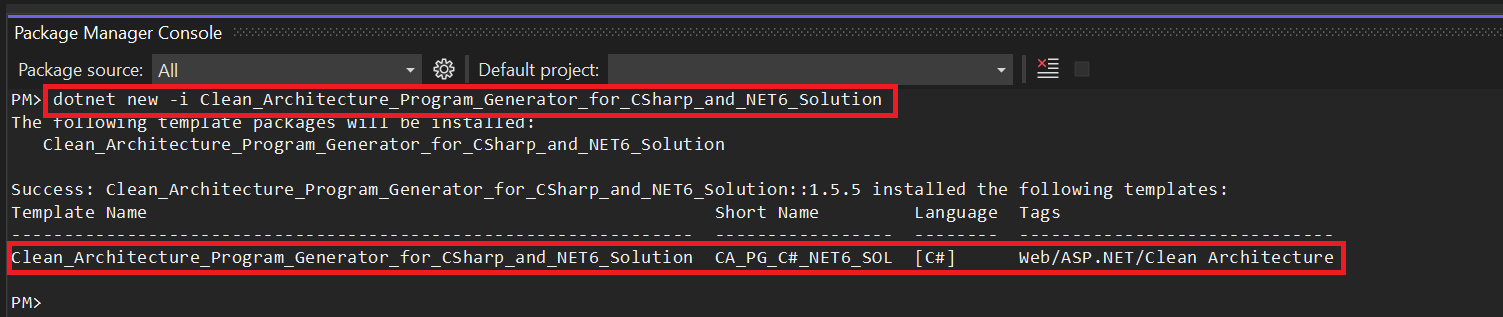 Package Manager Console
Package source: All Default project:
PM> dotnet new -i Clean_Architecture_Program_Generator_for_CSharp_and_NET6_Solution
The following template packages will be installed:
Clean_Architecture_Program_Generator_for_CSharp_and_NET6_Solution
Success: Clean_Architecture_Program_Generator_for_CSharp_and_NET6_Solution::1.5.5 installed the following templates:
Template Name Short Name Language Tags
----------------------------------------------------------------- ----------------- -------- ------------------------------
Clean_Architecture_Program_Generator_for_CSharp_and_NET6_Solution CA_PG_C#_NET6_SOL [C#] Web/ASP.NET/Clean Architecture
PM>